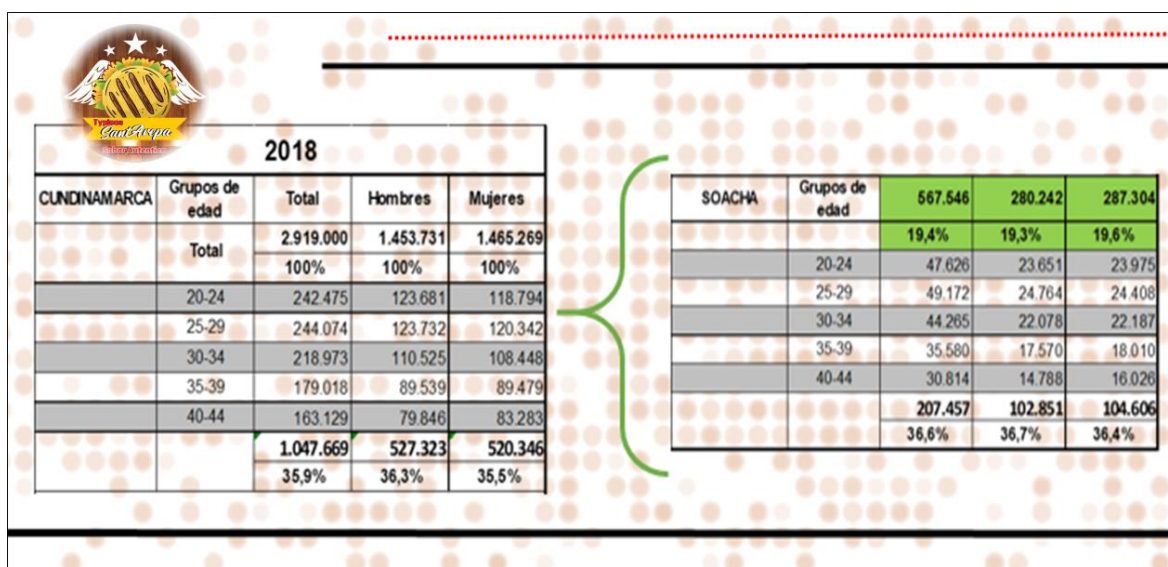 Typicos
Sant Arepa
Sabor Autentico
2018
CUNDINAMARCA Grupos de edad Total Hombres Mujeres
Total 2.919.000 1.453.731 1.465.269
100% 100% 100%
20-24 242.475 123.681 118.794
25-29 244.074 123.732 120.342
30-34 218.973 110.525 108.448
35-39 179.018 89.539 89.479
40-44 163.129 79.846 83.283
1.047.669 527.323 520.346
35,9% 36,3% 35,5%
SOACHA Grupos de edad 567.546 280.242 287.304
19,4% 19,3% 19,6%
20-24 47.626 23.651 23.975
25-29 49.172 24.764 24.408
30-34 44.265 22.078 22.187
35-39 35.580 17.570 18.010
40-44 30.814 14.788 16.026
207.457 102.851 104.606
36,6% 36,7% 36,4%